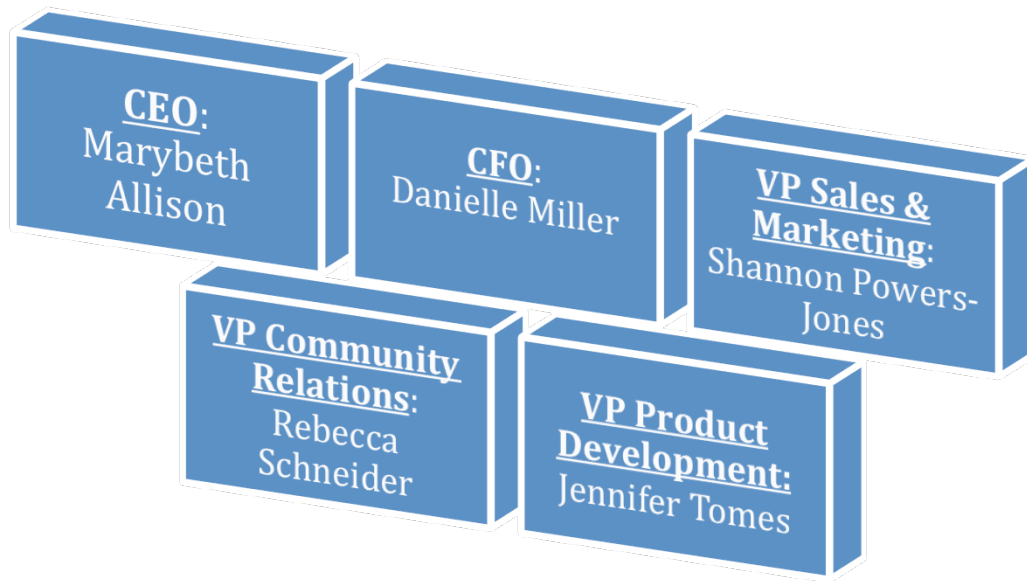 CEO:
Marybeth
Allison
CFO:
Danielle Miller
VP Sales &
Marketing:
Shannon Powers-
Jones
VP Community
Relations:
Rebecca
Schneider
VP Product
Development:
Jennifer Tomes